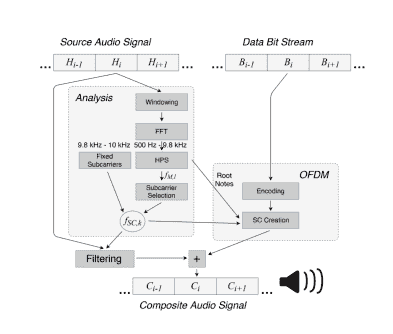 Source Audio Signal
Data Bit Stream
... H_{i-1} H_i H_{i+1} ...
... B_{i-1} B_i B_{i+1} ...
Analysis
Windowing
FFT
9.8 kHz - 10 kHz
500 Hz - 9.8 kHz
Fixed Subcarriers
HPS
f_{M,l}
Subcarrier Selection
Root Notes
OFDM
Encoding
SC Creation
f_{SC,k}
Filtering
+
... C_{i-1} C_i C_{i+1} ...
Composite Audio Signal